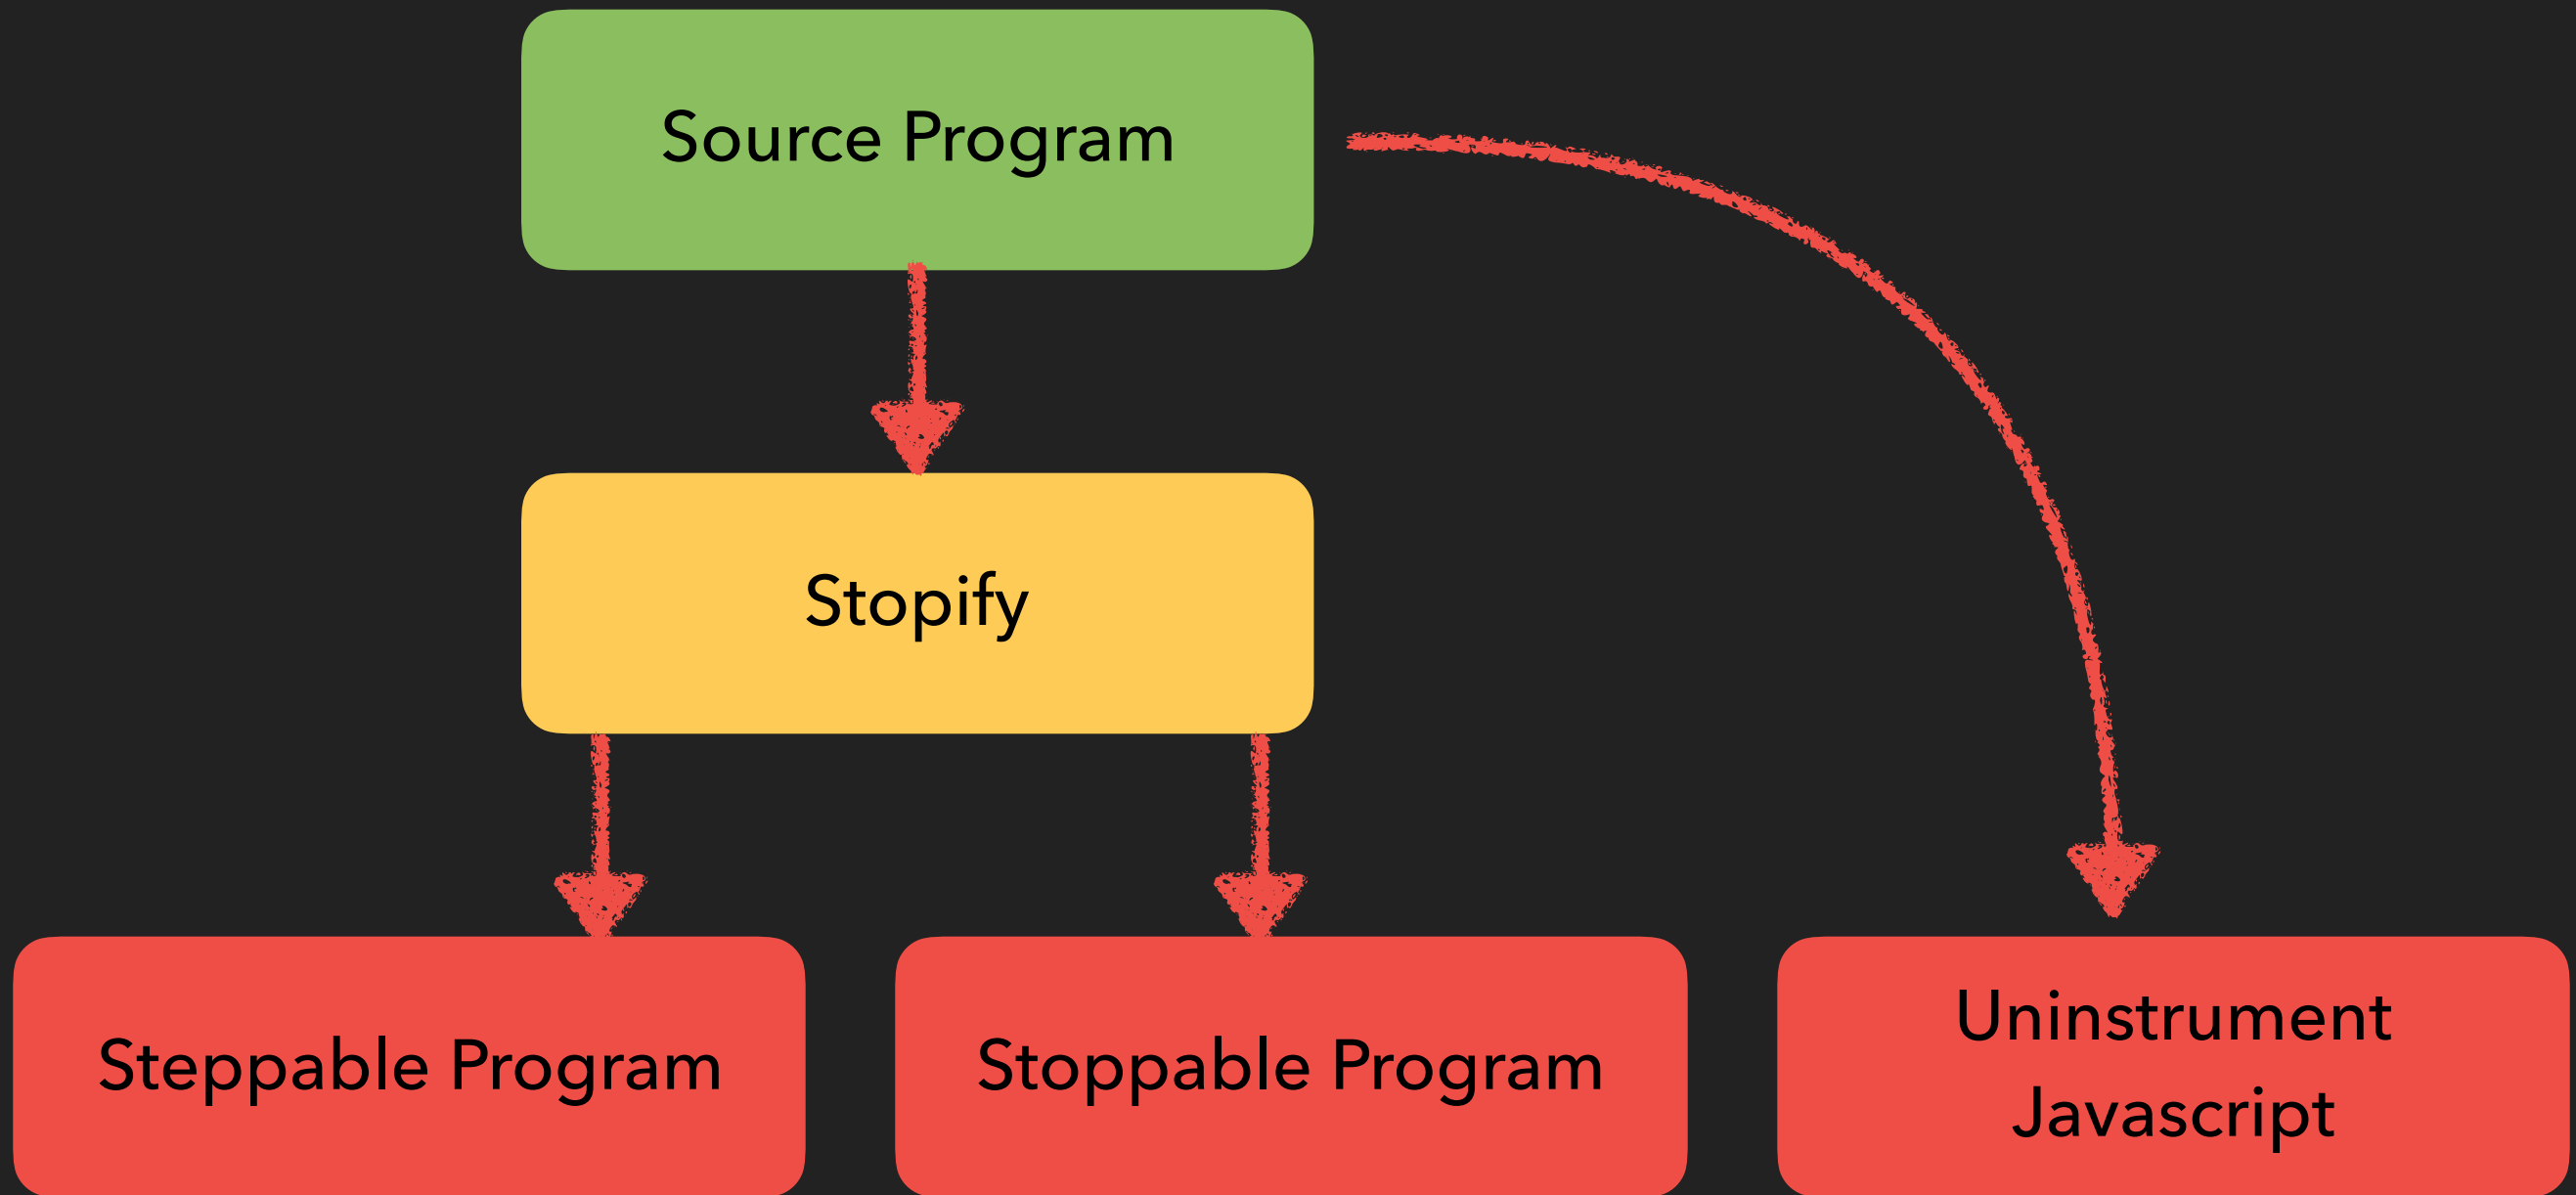 Source Program
Stopify
Steppable Program
Stoppable Program
Uninstrument
Javascript